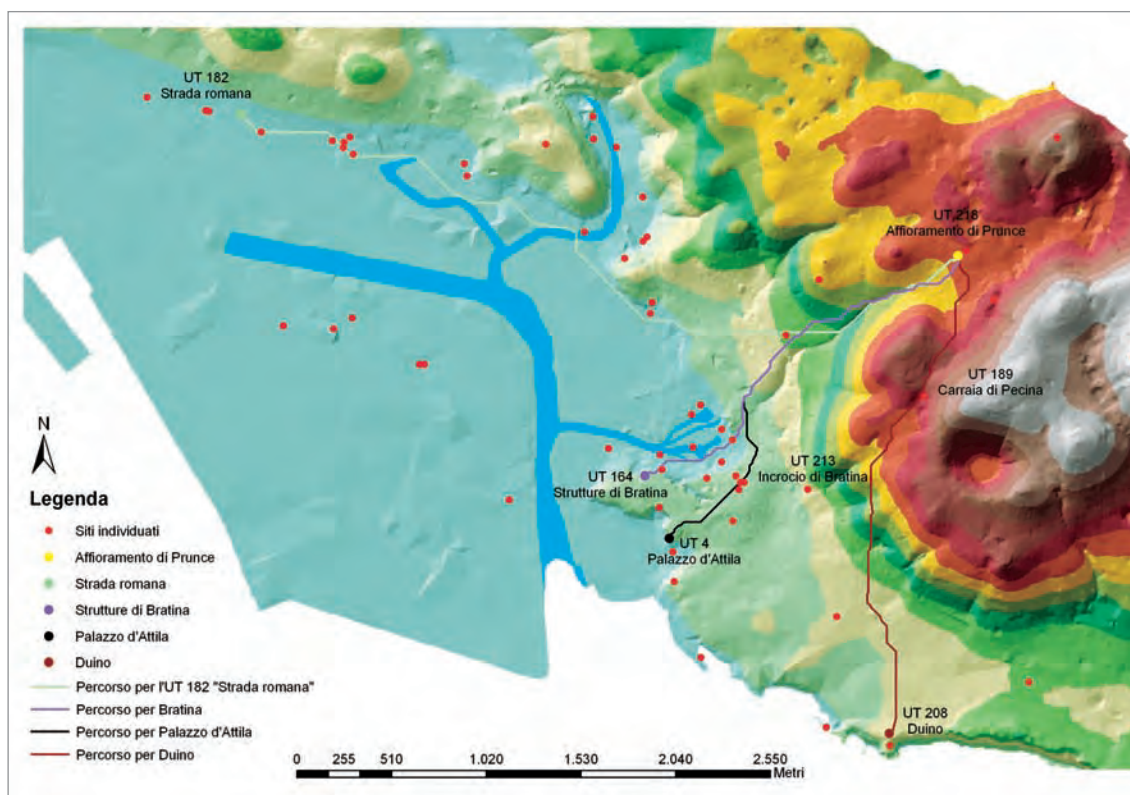 UT 182
Strada romana
UT 218
Affioramento di Prunce
UT 189
Carraia di Pecina
UT 213
Incrocio di Bratina
UT 164
Strutture di Bratina
UT 4
Palazzo d'Attila
UT 208
Duino
N
Legenda
Siti individuati
Affioramento di Prunce
Strada romana
Strutture di Bratina
Palazzo d'Attila
Duino
Percorso per l'UT 182 "Strada romana"
Percorso per Bratina
Percorso per Palazzo d'Attila
Percorso per Duino
0 255 510 1.020 1.530 2.040 2.550
Metri